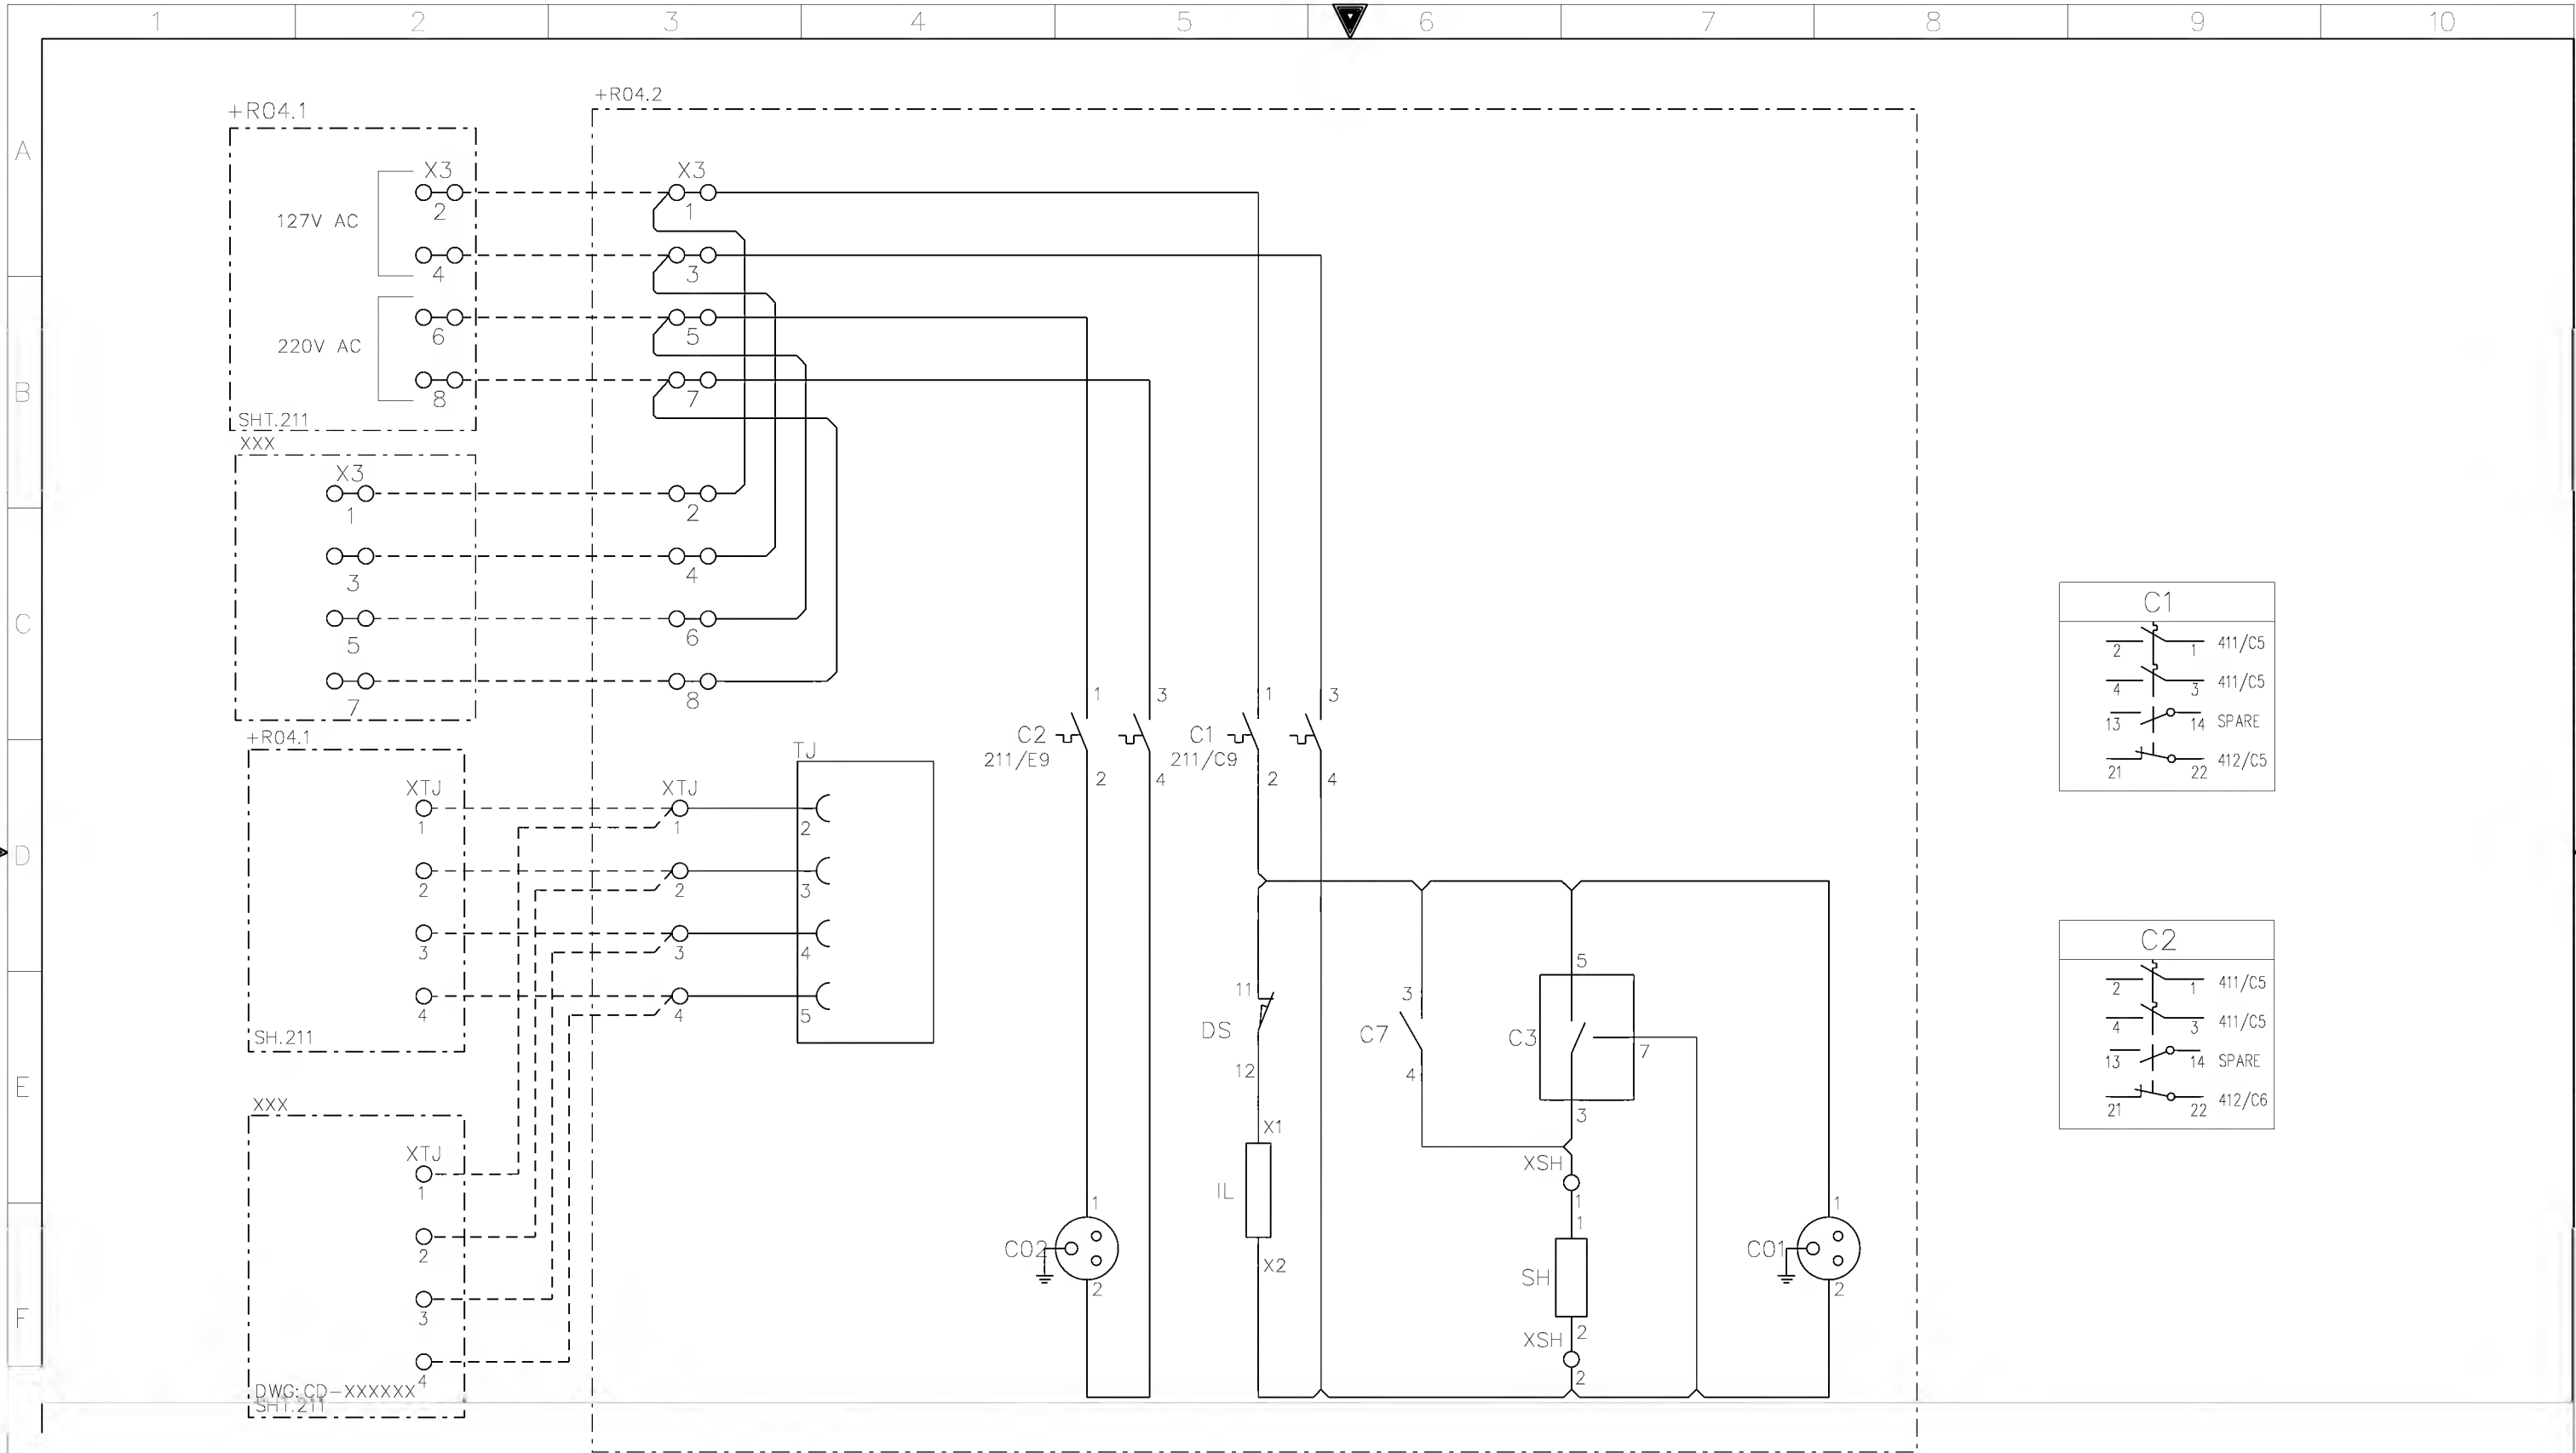 1 2 3 4 5 6 7 8 9 10
A
B
C
D
E
F
+R04.1
X3
127V AC
2
4
220V AC
6
8
SHT.211
XXX
X3
1
3
5
7
+R04.1
XTJ
1
2
3
4
SH.211
XXX
XTJ
1
2
3
4
DWG:CD-XXXXXX
SHT.211
+R04.2
X3
1
3
5
7
2
4
6
8
XTJ
1
2
3
4
TJ
2
3
4
5
1 3
C2
211/E9
2 4
1 3
C1
211/C9
2 4
1
CO2
2
11
DS
12
X1
IL
X2
3
C7
4
5
C3
7
3
XSH
1
1
SH
2
XSH
2
1
CO1
2
C1
2 1 411/C5
4 3 411/C5
13 14 SPARE
21 22 412/C5
C2
2 1 411/C5
4 3 411/C5
13 14 SPARE
21 22 412/C6